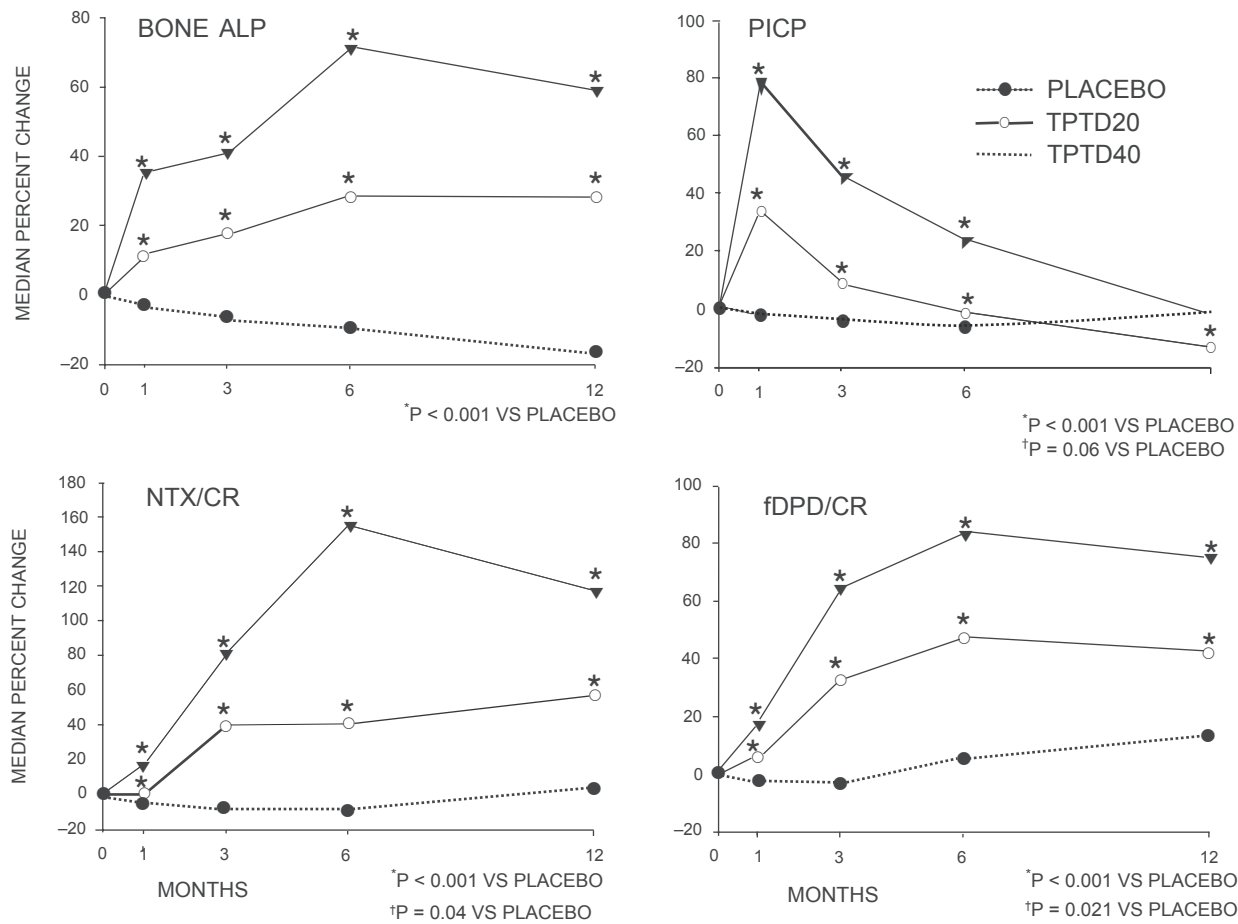 BONE ALP
MEDIAN PERCENT CHANGE
80
60
40
20
0
–20
0 1 3 6 12
*P < 0.001 VS PLACEBO
PICP
100
80
60
40
20
0
–20
0 1 3 6 12
PLACEBO
TPTD20
TPTD40
*P < 0.001 VS PLACEBO
†P = 0.06 VS PLACEBO
NTX/CR
MEDIAN PERCENT CHANGE
180
160
140
120
100
80
60
40
20
0
–20
0 1 3 6 12
MONTHS
*P < 0.001 VS PLACEBO
†P = 0.04 VS PLACEBO
fDPD/CR
100
80
60
40
20
0
–20
0 1 3 6 12
MONTHS
*P < 0.001 VS PLACEBO
†P = 0.021 VS PLACEBO